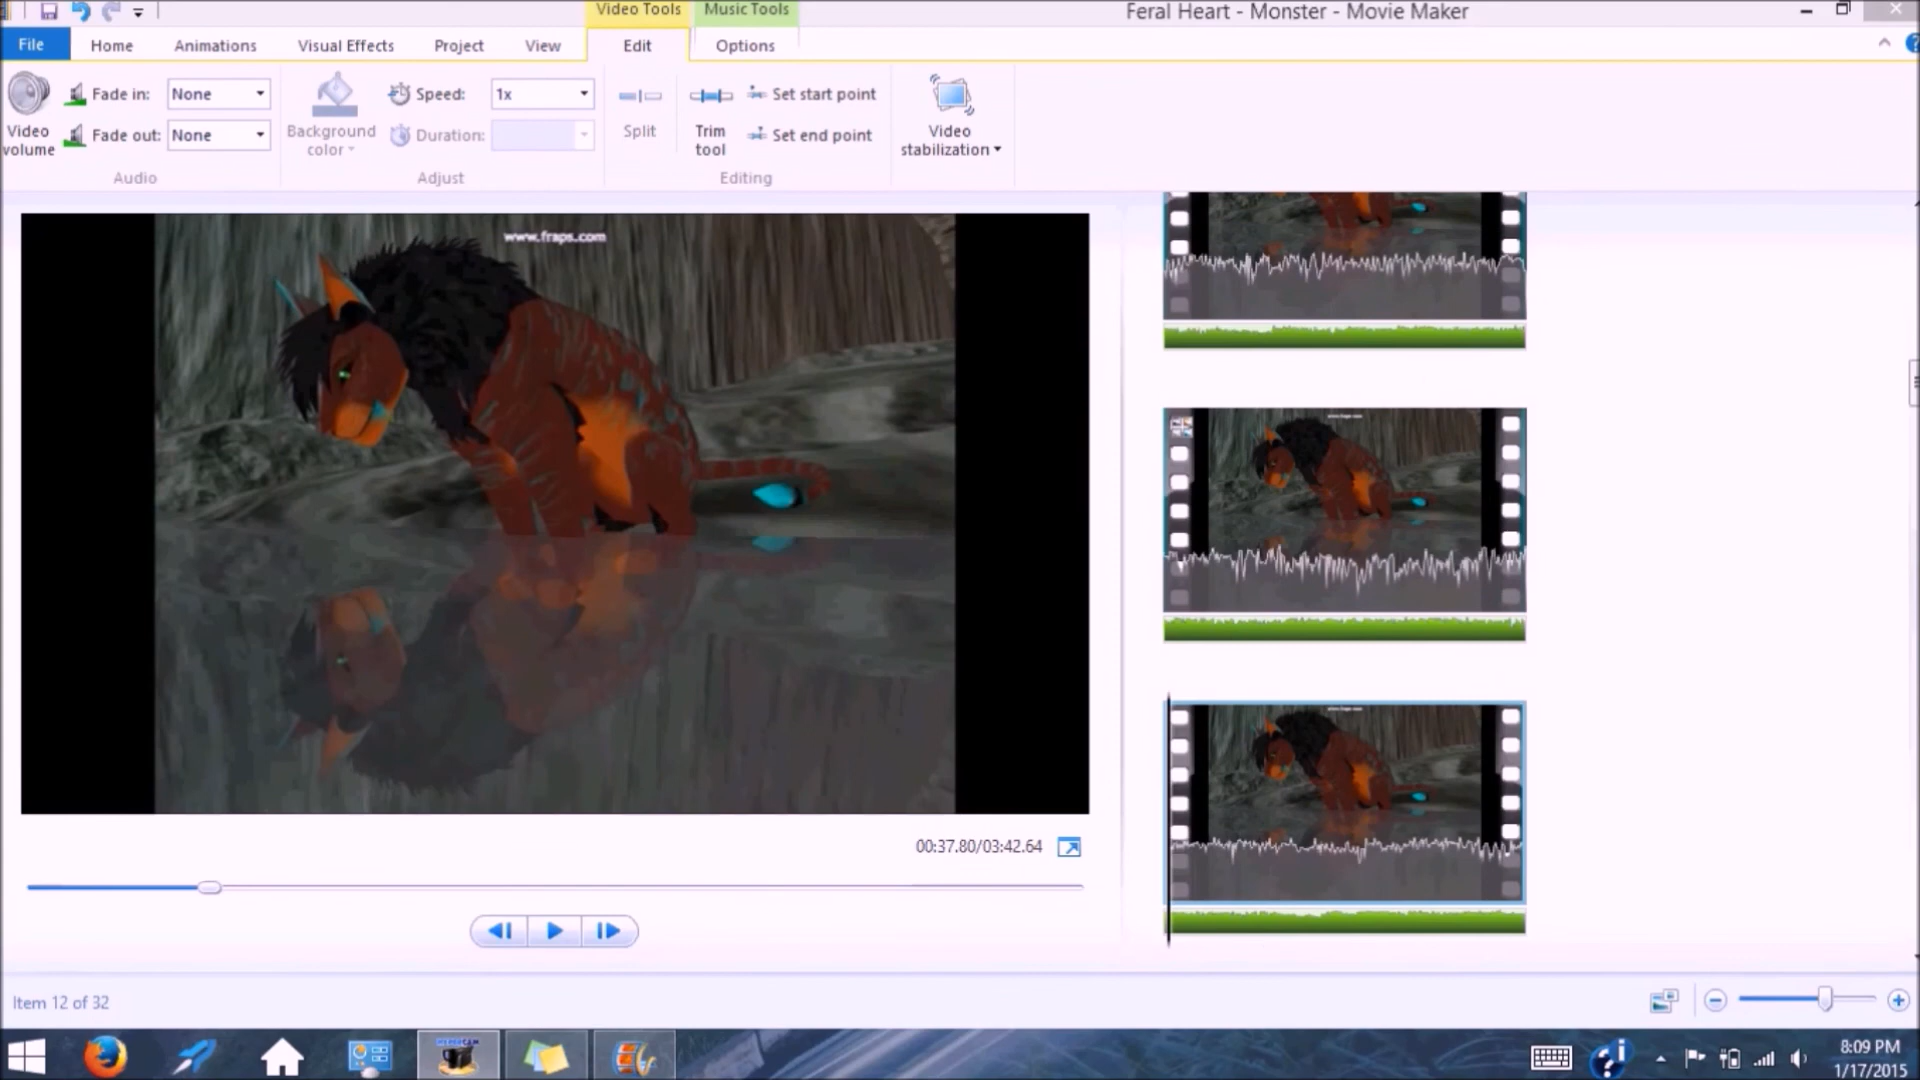 Video Tools
Music Tools
Feral Heart - Monster - Movie Maker
File
Home
Animations
Visual Effects
Project
View
Edit
Options
Video
volume
Fade in:
None
Fade out:
None
Audio
Background
color
Speed:
1x
Duration:
Adjust
Split
Trim
tool
Set start point
Set end point
Editing
Video
stabilization
www.fraps.com
00:37.80/03:42.64
Item 12 of 32
8:09 PM
1/17/2015